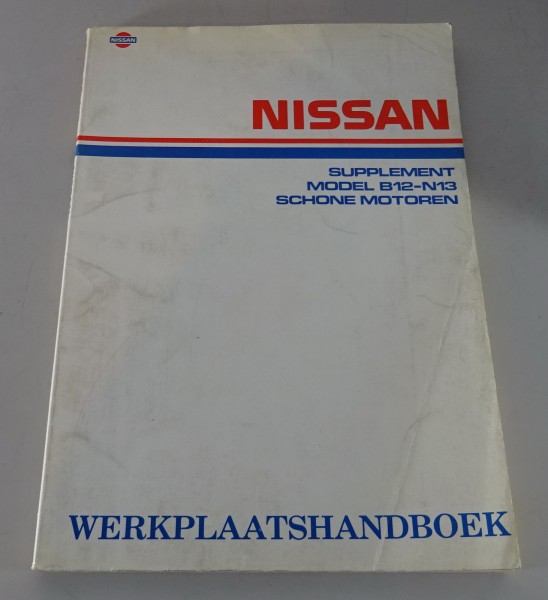 NISSAN
NISSAN
SUPPLEMENT
MODEL B12-N13
SCHONE MOTOREN
WERKPLAATSHANDBOEK